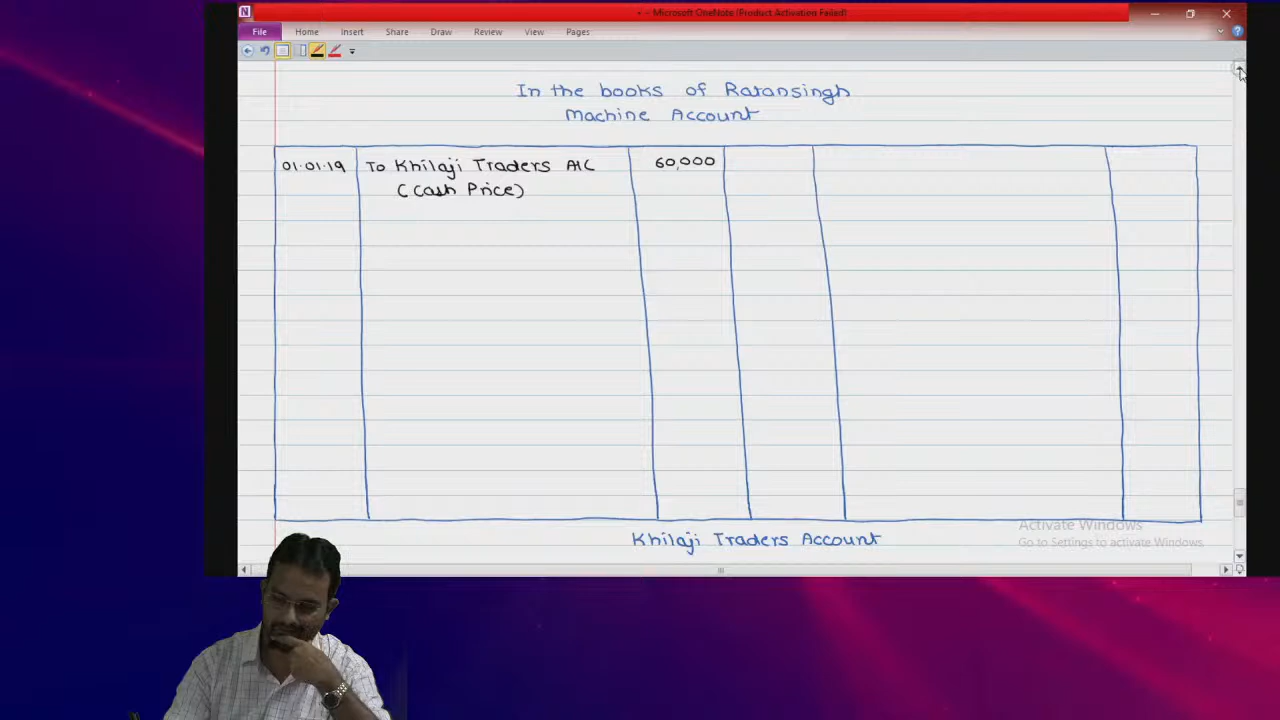 Microsoft OneNote (Product Activation Failed)
File Home Insert Share Draw Review View Pages
In the books of Ratansingh
Machine Account
01.01.19 To Khilaji Traders A/C 60,000
(Cash Price)
Khilaji Traders Account
Activate Windows
Go to Settings to activate Windows.